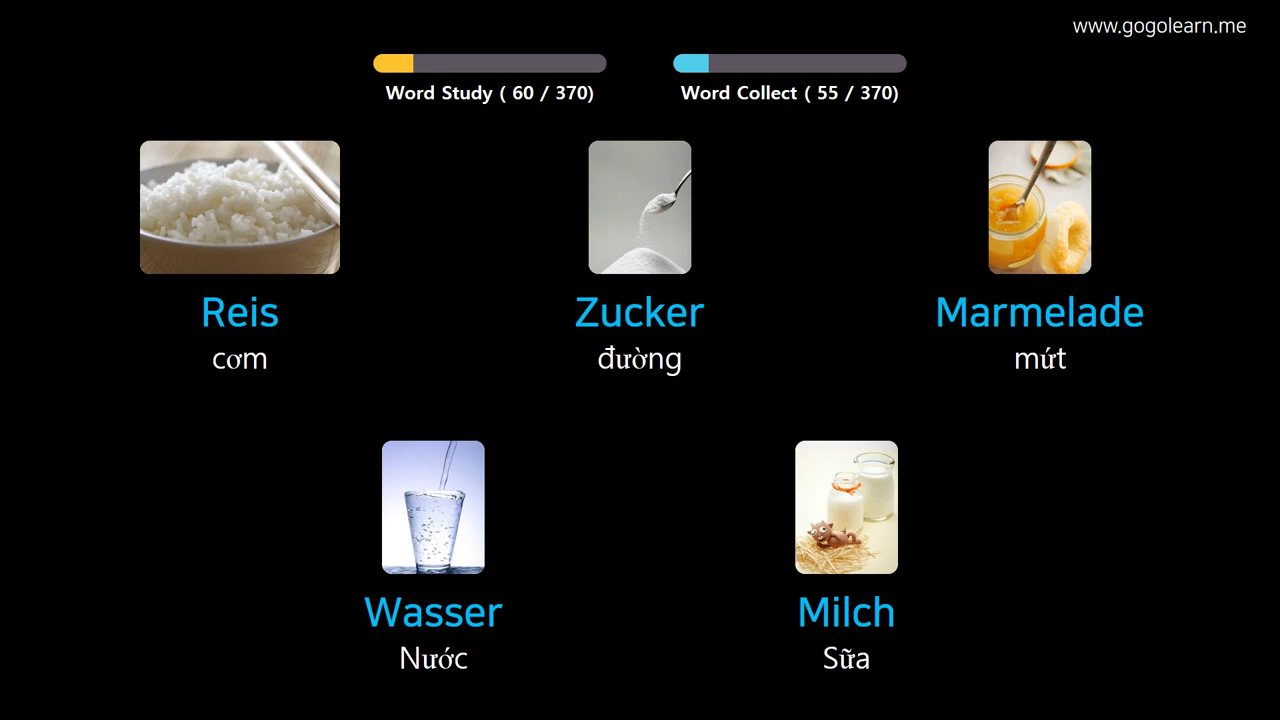 www.gogolearn.me
Word Study ( 60 / 370)
Word Collect ( 55 / 370)
Reis
cơm
Zucker
đường
Marmelade
mứt
Wasser
Nước
Milch
Sữa